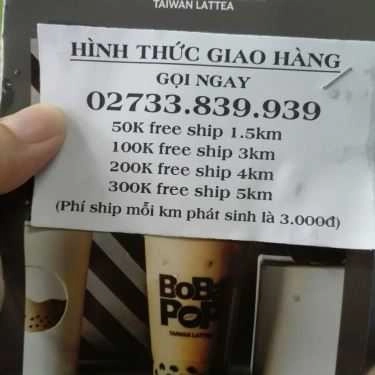 TAIWAN LATTEA
HÌNH THỨC GIAO HÀNG
GỌI NGAY
02733.839.939
50K free ship 1.5km
100K free ship 3km
200K free ship 4km
300K free ship 5km
(Phí ship mỗi km phát sinh là 3.000đ)
BOBA
POP
TAIWAN LATTEA